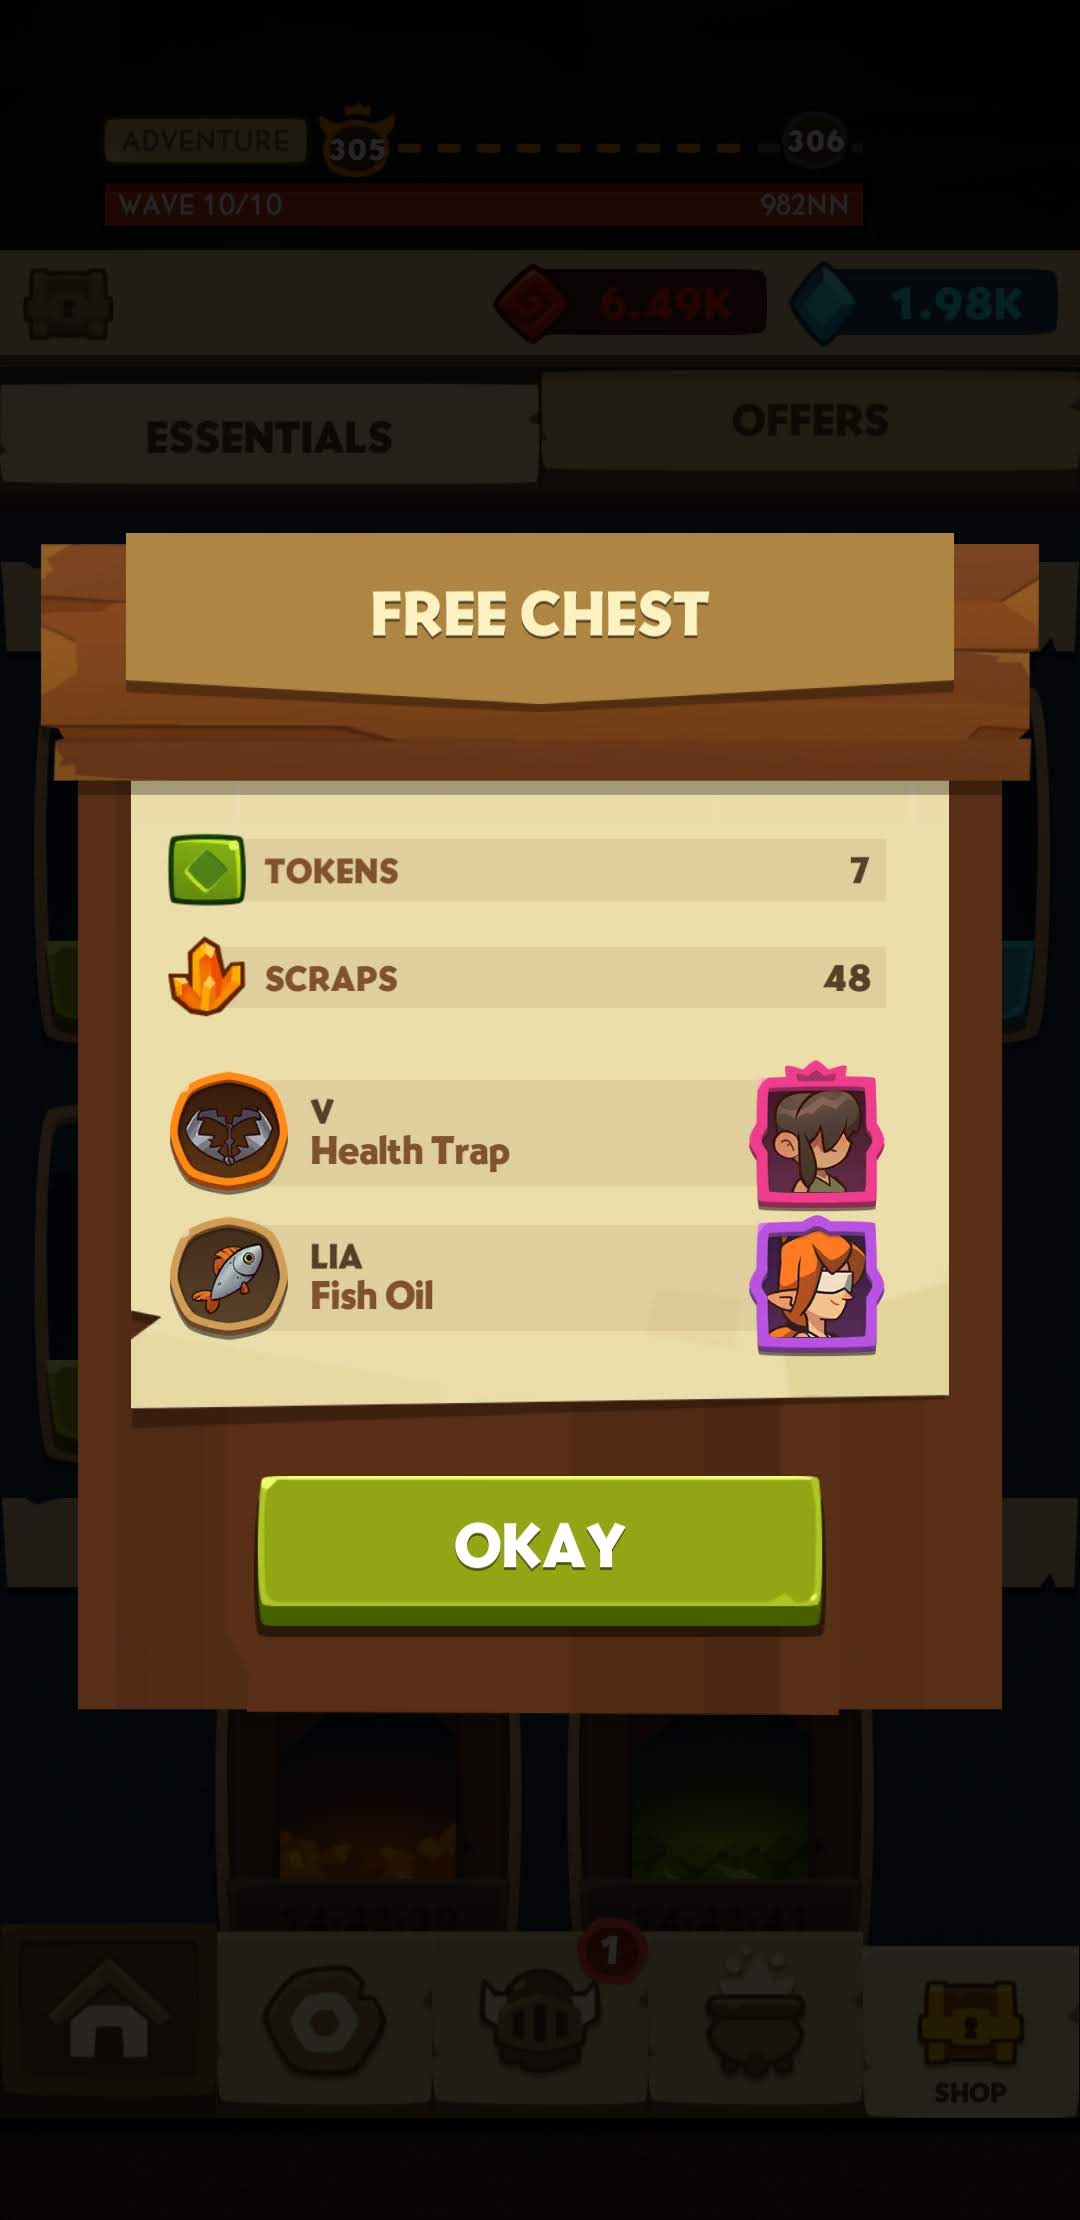 ADVENTURE
305
306
WAVE 10/10
982NN
6.49K
1.98K
ESSENTIALS
OFFERS
FREE CHEST
TOKENS
7
SCRAPS
48
V
Health Trap
LIA
Fish Oil
OKAY
1
SHOP